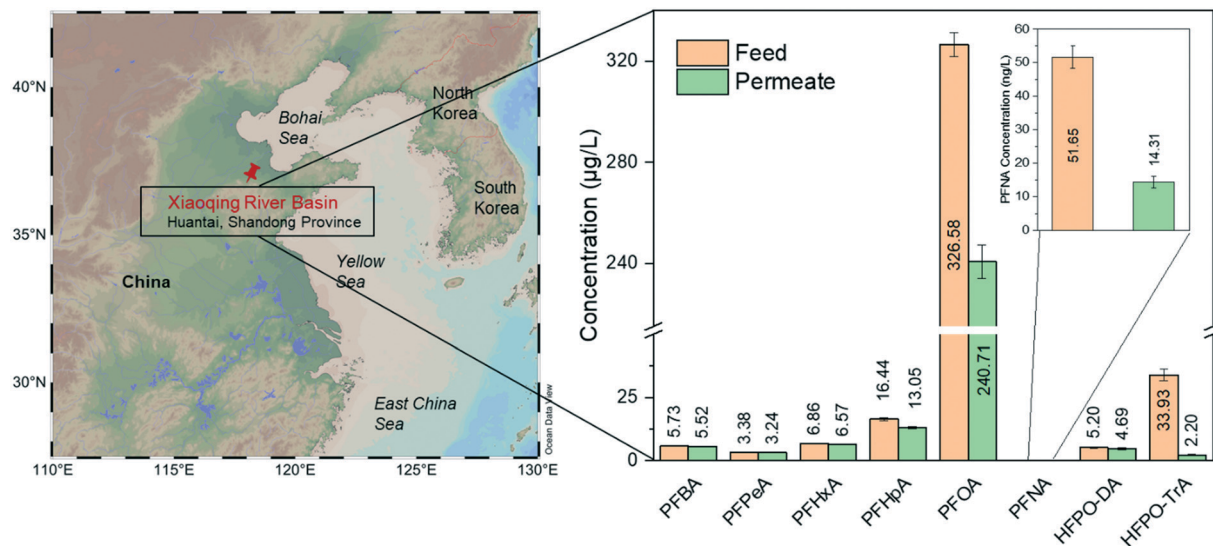 40°N
35°N
30°N
110°E
115°E
120°E
125°E
130°E
Bohai
Sea
North
Korea
South
Korea
Xiaoqing River Basin
Huantai, Shandong Province
Yellow
Sea
China
East China
Sea
Ocean Data View
Concentration (µg/L)
320
280
240
25
0
Feed
Permeate
5.73
5.52
3.38
3.24
6.86
6.57
16.44
13.05
326.58
240.71
5.20
4.69
33.93
2.20
PFBA
PFPeA
PFHxA
PFHpA
PFOA
PFNA
HFPO-DA
HFPO-TrA
PFNA Concentration (ng/L)
60
50
40
30
20
10
0
51.65
14.31